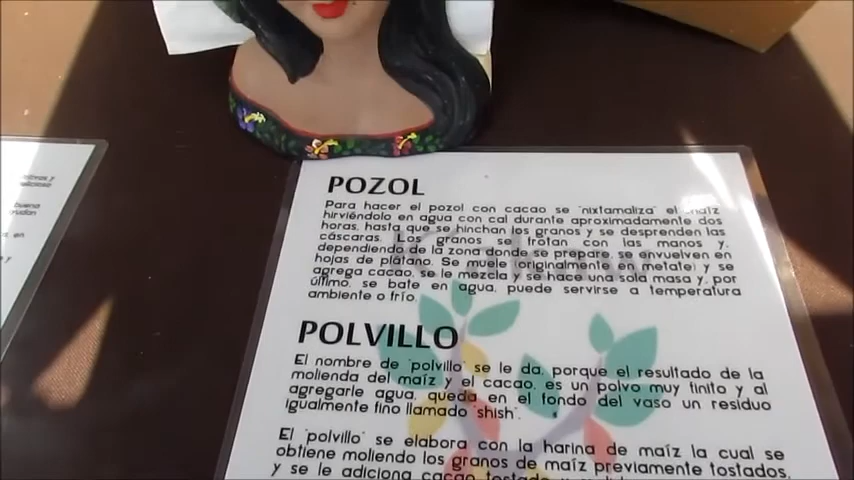 POZOL
Para hacer el pozol con cacao se "nixtamaliza" el maíz
hirviéndolo en agua con cal durante aproximadamente dos
horas, hasta que se hinchan los granos y se desprenden las
cáscaras. Los granos se frotan con las manos y,
dependiendo de la zona donde se prepare, se envuelven en
hojas de plátano. Se muele (originalmente en metate) y se
agrega cacao, se le mezcla y se hace una sola masa y, por
último, se bate en agua, puede servirse a temperatura
ambiente o frío.
POLVILLO
El nombre de "polvillo" se le da, porque el resultado de la
molienda del maíz y el cacao es un polvo muy finito y al
agregarle agua, queda en el fondo del vaso un residuo
igualmente fino llamado "shish".
El "polvillo" se elabora con la harina de maíz la cual se
obtiene moliendo los granos de maíz previamente tostados,
y se le adiciona cacao tostado
buena
en
y